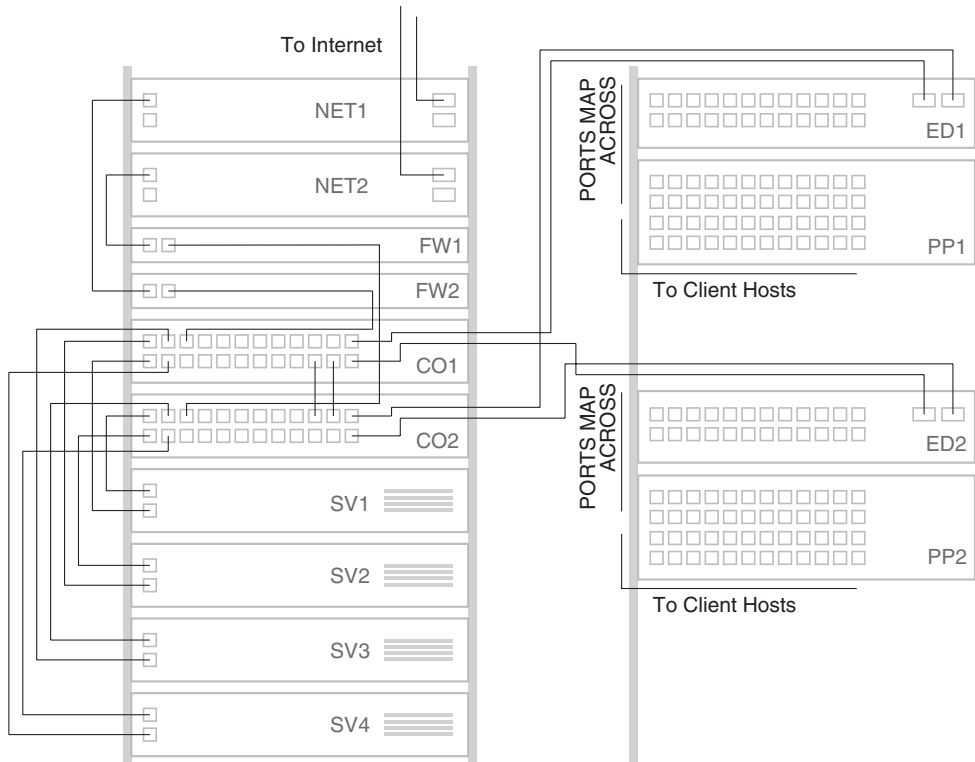 To Internet
NET1
NET2
FW1
FW2
CO1
CO2
SV1
SV2
SV3
SV4
PORTS MAP
ACROSS
ED1
PP1
To Client Hosts
PORTS MAP
ACROSS
ED2
PP2
To Client Hosts